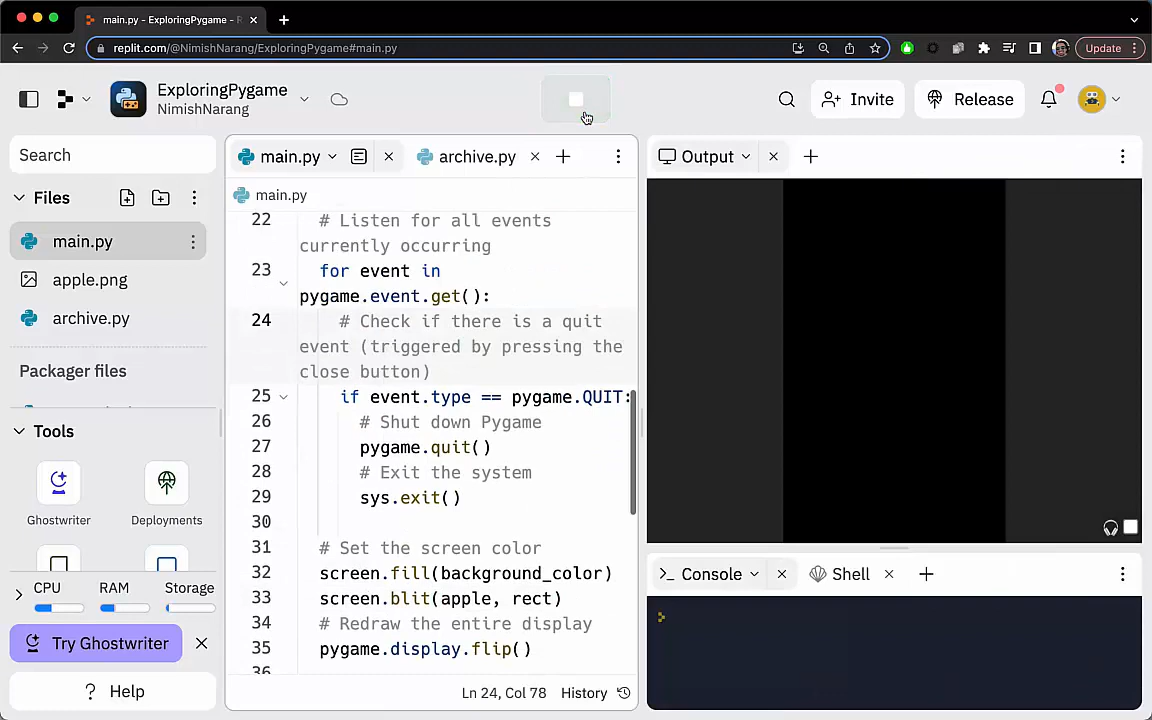 main.py - ExploringPygame - R
replit.com/@NimishNarang/ExploringPygame#main.py
Update
ExploringPygame
NimishNarang
Invite
Release
Search
Files
main.py
apple.png
archive.py
Packager files
Tools
Ghostwriter
Deployments
CPU
RAM
Storage
Try Ghostwriter
? Help
main.py
archive.py
main.py
22 # Listen for all events
currently occurring
23 for event in
pygame.event.get():
24 # Check if there is a quit
event (triggered by pressing the
close button)
25 if event.type == pygame.QUIT:
26 # Shut down Pygame
27 pygame.quit()
28 # Exit the system
29 sys.exit()
30
31 # Set the screen color
32 screen.fill(background_color)
33 screen.blit(apple, rect)
34 # Redraw the entire display
35 pygame.display.flip()
36
Ln 24, Col 78
History
Output
Console
Shell